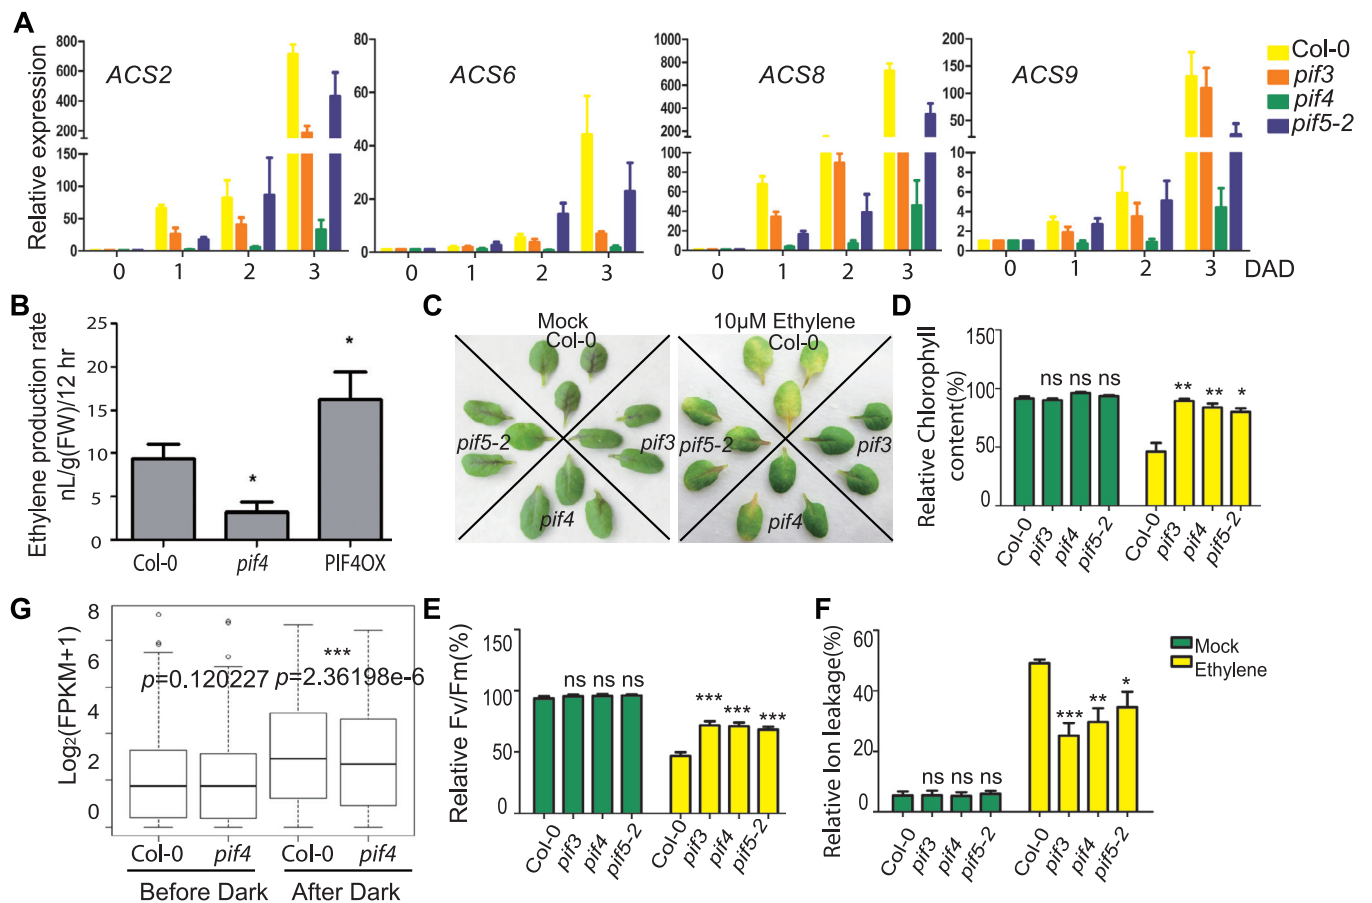 A
Relative expression
800
600
400
200
150
100
50
0
ACS2
0 1 2 3
80
60
40
20
0
ACS6
0 1 2 3
1000
800
600
400
200
100
80
60
40
20
0
ACS8
0 1 2 3
200
150
100
50
6
4
2
0
ACS9
0 1 2 3 DAD
Col-0
pif3
pif4
pif5-2
B
Ethylene production rate
nL/g(FW)/12 hr
25
20
15
10
5
0
* *
Col-0 pif4 PIF4OX
C
Mock
Col-0
pif5-2
pif3
pif4
10μM Ethylene
Col-0
pif5-2
pif3
pif4
D
Relative Chlorophyll
content(%)
150
100
50
0
ns ns ns ** ** *
Col-0 pif3 pif4 pif5-2 Col-0 pif3 pif4 pif5-2
G
Log2(FPKM+1)
8
6
4
2
0
***
p=0.120227 p=2.36198e-6
Col-0 pif4 Col-0 pif4
Before Dark After Dark
E
Relative Fv/Fm(%)
150
100
50
0
ns ns ns *** *** ***
Col-0 pif3 pif4 pif5-2 Col-0 pif3 pif4 pif5-2
F
Relative Ion leakage(%)
60
40
20
0
ns ns ns *** ** *
Col-0 pif3 pif4 pif5-2 Col-0 pif3 pif4 pif5-2
Mock
Ethylene